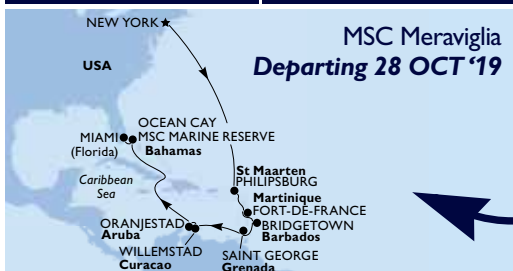 MSC Meraviglia
Departing 28 OCT ‘19
NEW YORK
USA
OCEAN CAY
MSC MARINE RESERVE
Bahamas
MIAMI
(Florida)
Caribbean
Sea
St Maarten
PHILIPSBURG
Martinique
FORT-DE-FRANCE
BRIDGETOWN
Barbados
ORANJESTAD
Aruba
WILLEMSTAD
Curacao
SAINT GEORGE
Grenada